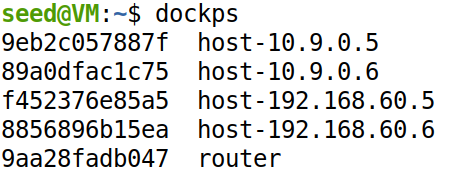 seed@VM:~$ dockps
9eb2c057887f  host-10.9.0.5
89a0dfac1c75  host-10.9.0.6
f452376e85a5  host-192.168.60.5
8856896b15ea  host-192.168.60.6
9aa28fadb047  router